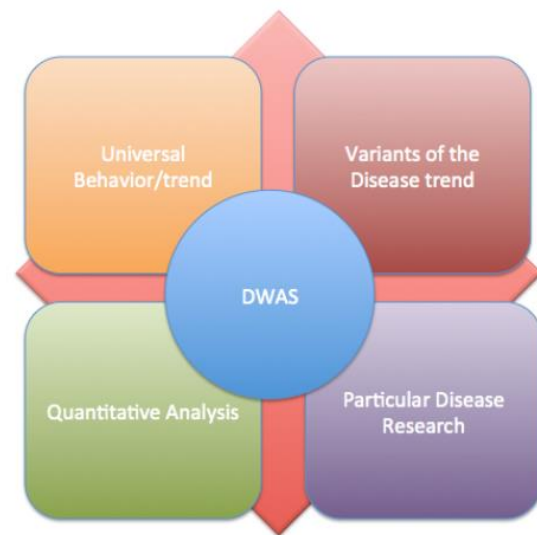 Universal
Behavior/trend
Variants of the
Disease trend
DWAS
Quantitative Analysis
Particular Disease
Research